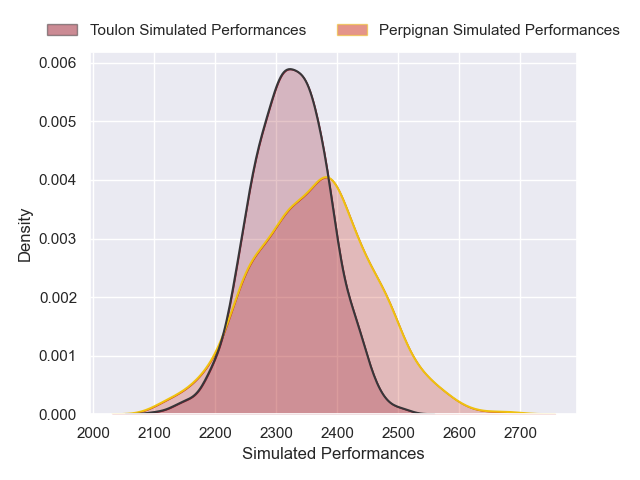 Toulon Simulated Performances Perpignan Simulated Performances
0.006
0.005
0.004
0.003
0.002
0.001
0.000
Density
2000 2100 2200 2300 2400 2500 2600 2700
Simulated Performances